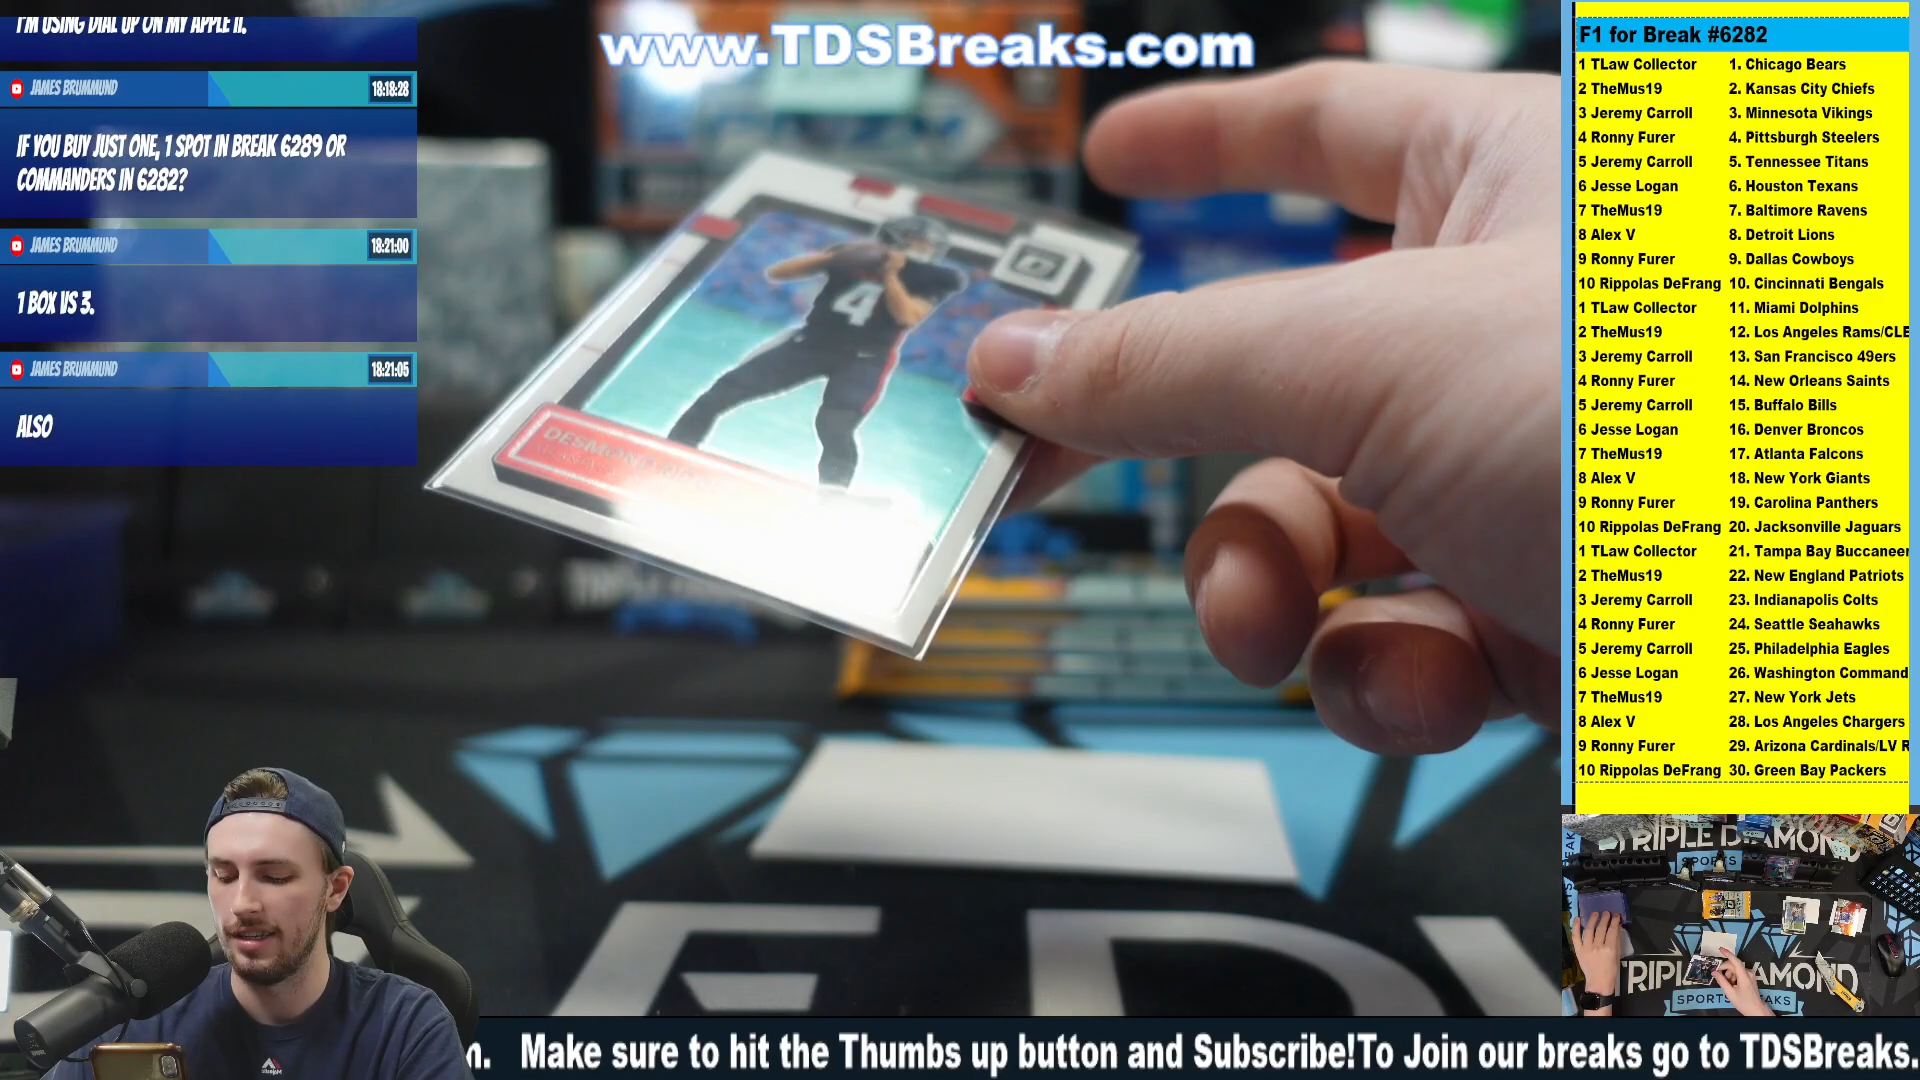 I'M USING DIAL UP ON MY APPLE II.
JAMES BRUMMUND
18:18:28
IF YOU BUY JUST ONE, 1 SPOT IN BREAK 6289 OR
COMMANDERS IN 6282?
JAMES BRUMMUND
18:21:00
1 BOX VS 3.
JAMES BRUMMUND
18:21:05
ALSO
www.TDSBreaks.com
4
DESMOND
F1 for Break #6282
1 TLaw Collector 1. Chicago Bears
2 TheMus19 2. Kansas City Chiefs
3 Jeremy Carroll 3. Minnesota Vikings
4 Ronny Furer 4. Pittsburgh Steelers
5 Jeremy Carroll 5. Tennessee Titans
6 Jesse Logan 6. Houston Texans
7 TheMus19 7. Baltimore Ravens
8 Alex V 8. Detroit Lions
9 Ronny Furer 9. Dallas Cowboys
10 Rippolas DeFrang 10. Cincinnati Bengals
1 TLaw Collector 11. Miami Dolphins
2 TheMus19 12. Los Angeles Rams/CLE
3 Jeremy Carroll 13. San Francisco 49ers
4 Ronny Furer 14. New Orleans Saints
5 Jeremy Carroll 15. Buffalo Bills
6 Jesse Logan 16. Denver Broncos
7 TheMus19 17. Atlanta Falcons
8 Alex V 18. New York Giants
9 Ronny Furer 19. Carolina Panthers
10 Rippolas DeFrang 20. Jacksonville Jaguars
1 TLaw Collector 21. Tampa Bay Buccaneer
2 TheMus19 22. New England Patriots
3 Jeremy Carroll 23. Indianapolis Colts
4 Ronny Furer 24. Seattle Seahawks
5 Jeremy Carroll 25. Philadelphia Eagles
6 Jesse Logan 26. Washington Command
7 TheMus19 27. New York Jets
8 Alex V 28. Los Angeles Chargers
9 Ronny Furer 29. Arizona Cardinals/LV R
10 Rippolas DeFrang 30. Green Bay Packers
TRIPLE DIAMOND
SPORTS
TRIPLE DIAMOND
SPORTS BREAKS
n. Make sure to hit the Thumbs up button and Subscribe!To Join our breaks go to TDSBreaks.